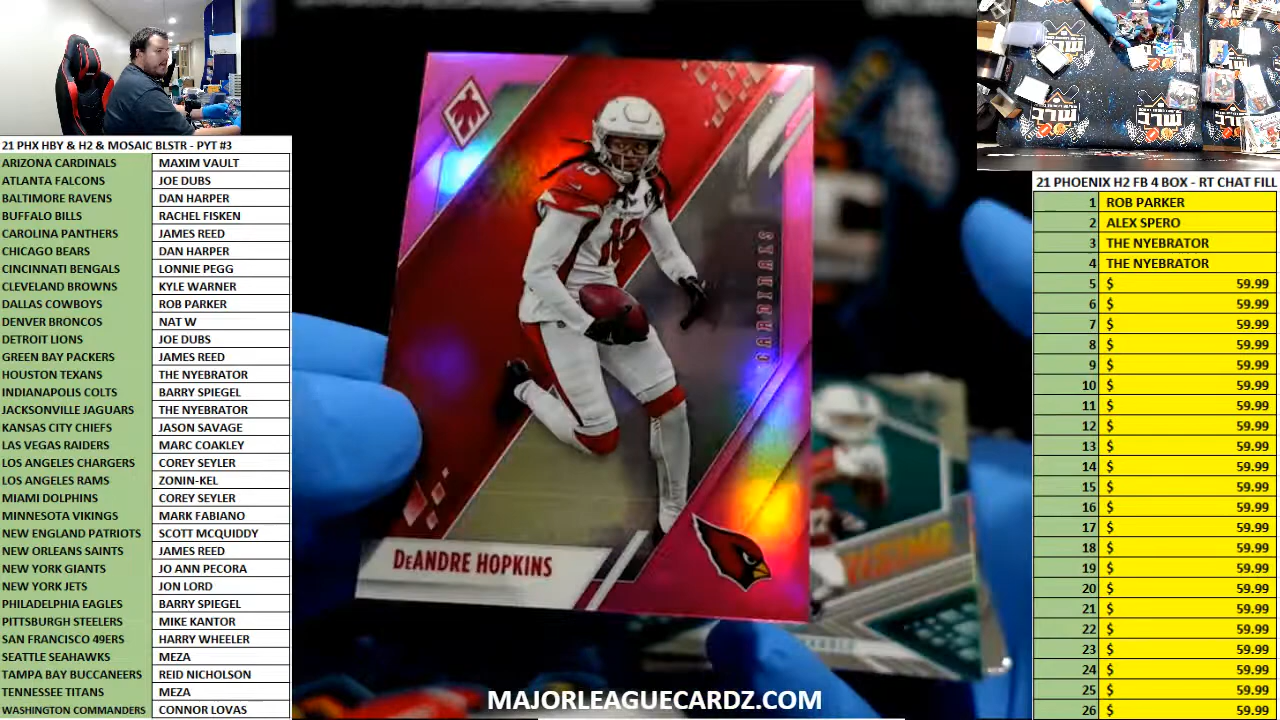 21 PHX HBY & H2 & MOSAIC BLSTR - PYT #3
ARIZONA CARDINALS MAXIM VAULT
ATLANTA FALCONS JOE DUBS
BALTIMORE RAVENS DAN HARPER
BUFFALO BILLS RACHEL FISKEN
CAROLINA PANTHERS JAMES REED
CHICAGO BEARS DAN HARPER
CINCINNATI BENGALS LONNIE PEGG
CLEVELAND BROWNS KYLE WARNER
DALLAS COWBOYS ROB PARKER
DENVER BRONCOS NAT W
DETROIT LIONS JOE DUBS
GREEN BAY PACKERS JAMES REED
HOUSTON TEXANS THE NYEBRATOR
INDIANAPOLIS COLTS BARRY SPIEGEL
JACKSONVILLE JAGUARS THE NYEBRATOR
KANSAS CITY CHIEFS JASON SAVAGE
LAS VEGAS RAIDERS MARC COAKLEY
LOS ANGELES CHARGERS COREY SEYLER
LOS ANGELES RAMS ZONIN-KEL
MIAMI DOLPHINS COREY SEYLER
MINNESOTA VIKINGS MARK FABIANO
NEW ENGLAND PATRIOTS SCOTT MCQUIDDY
NEW ORLEANS SAINTS JAMES REED
NEW YORK GIANTS JO ANN PECORA
NEW YORK JETS JON LORD
PHILADELPHIA EAGLES BARRY SPIEGEL
PITTSBURGH STEELERS MIKE KANTOR
SAN FRANCISCO 49ERS HARRY WHEELER
SEATTLE SEAHAWKS MEZA
TAMPA BAY BUCCANEERS REID NICHOLSON
TENNESSEE TITANS MEZA
WASHINGTON COMMANDERS CONNOR LOVAS
CARDINALS
10
DEANDRE HOPKINS
MAJORLEAGUECARDZ.COM
MLC
21 PHOENIX H2 FB 4 BOX - RT CHAT FILL
1 ROB PARKER
2 ALEX SPERO
3 THE NYEBRATOR
4 THE NYEBRATOR
5 $ 59.99
6 $ 59.99
7 $ 59.99
8 $ 59.99
9 $ 59.99
10 $ 59.99
11 $ 59.99
12 $ 59.99
13 $ 59.99
14 $ 59.99
15 $ 59.99
16 $ 59.99
17 $ 59.99
18 $ 59.99
19 $ 59.99
20 $ 59.99
21 $ 59.99
22 $ 59.99
23 $ 59.99
24 $ 59.99
25 $ 59.99
26 $ 59.99